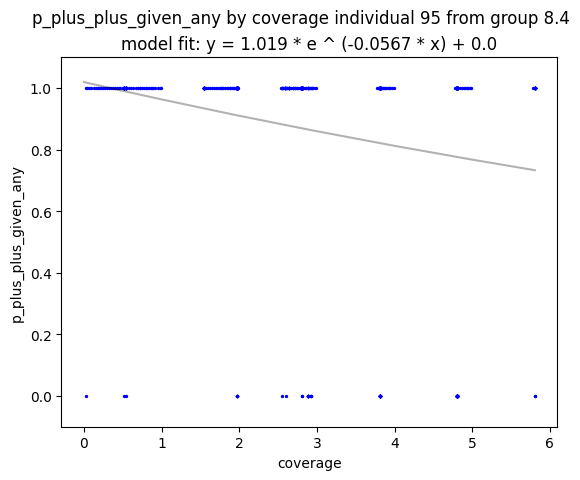 p_plus_plus_given_any by coverage individual 95 from group 8.4
model fit: y = 1.019 * e ^ (-0.0567 * x) + 0.0
1.0
0.8
0.6
0.4
0.2
0.0
p_plus_plus_given_any
0 1 2 3 4 5 6
coverage